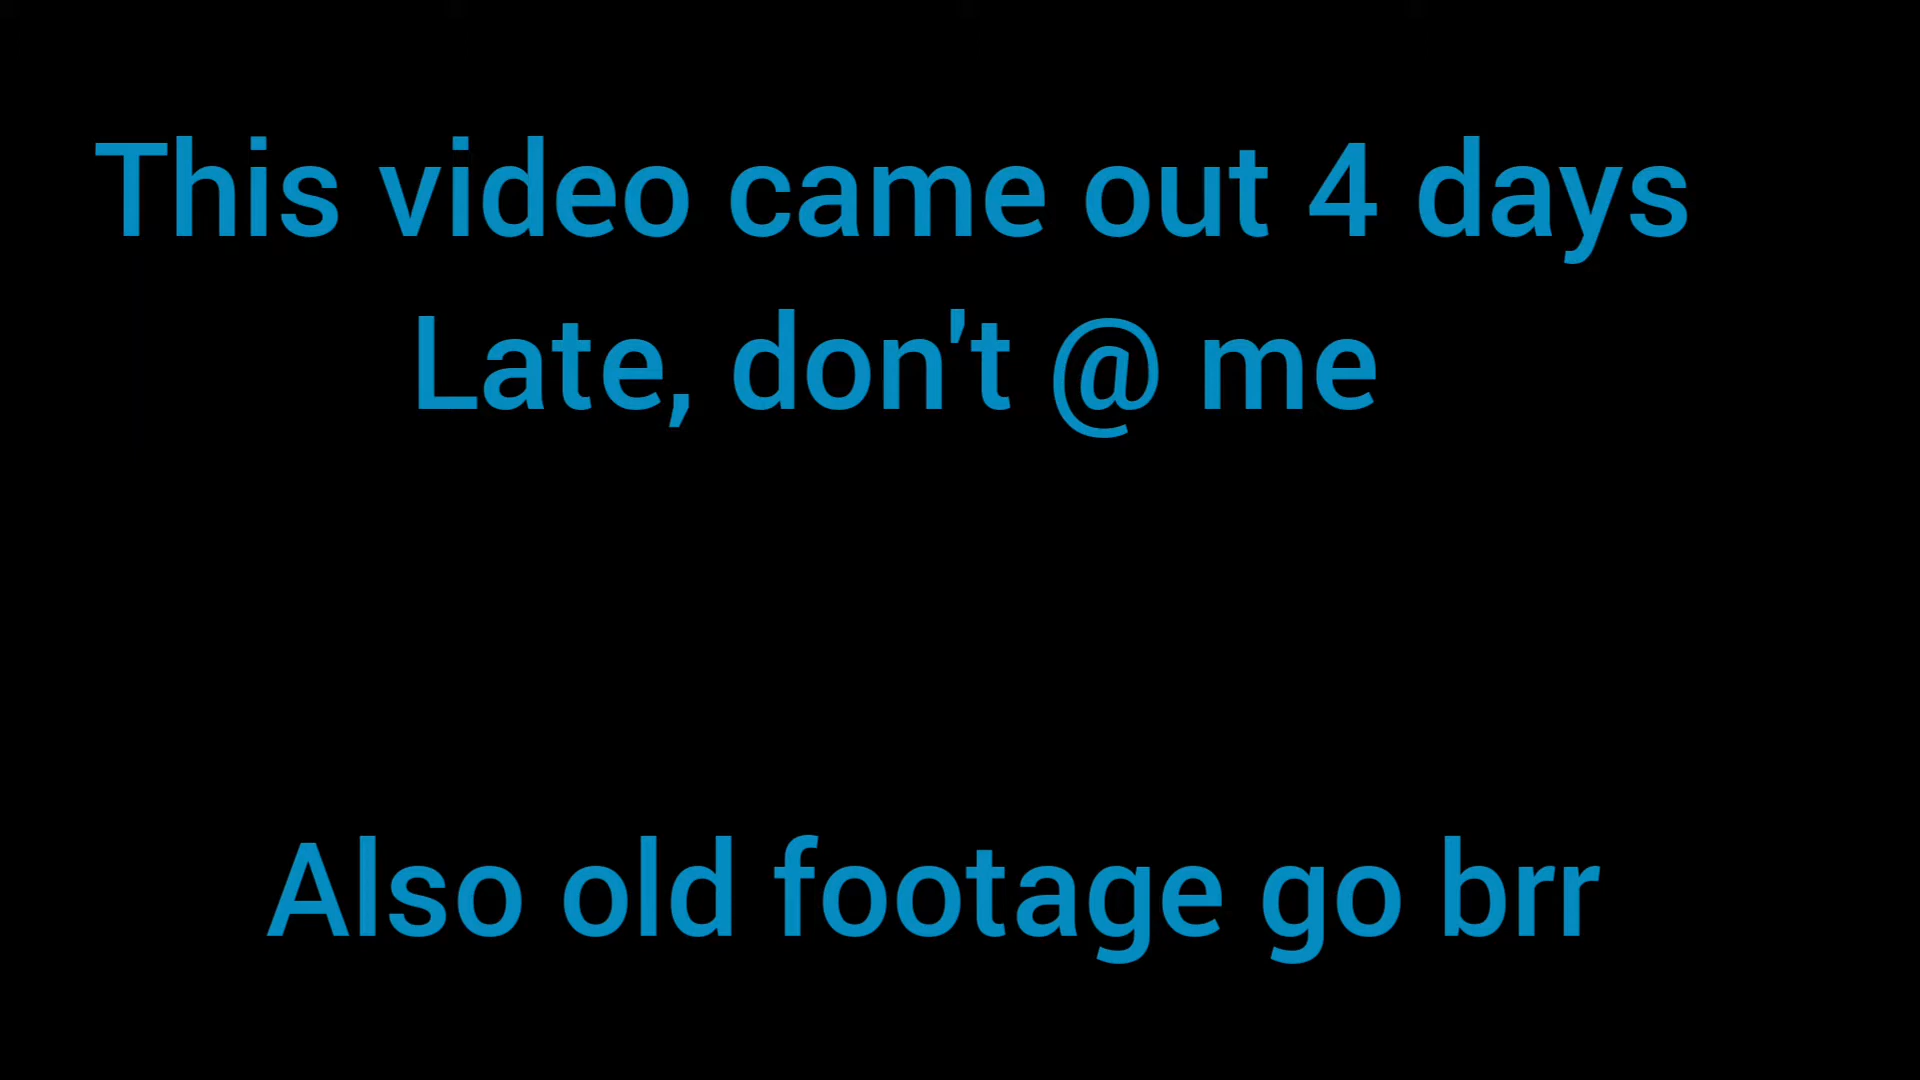 This video came out 4 days
Late, don't @ me
Also old footage go brr